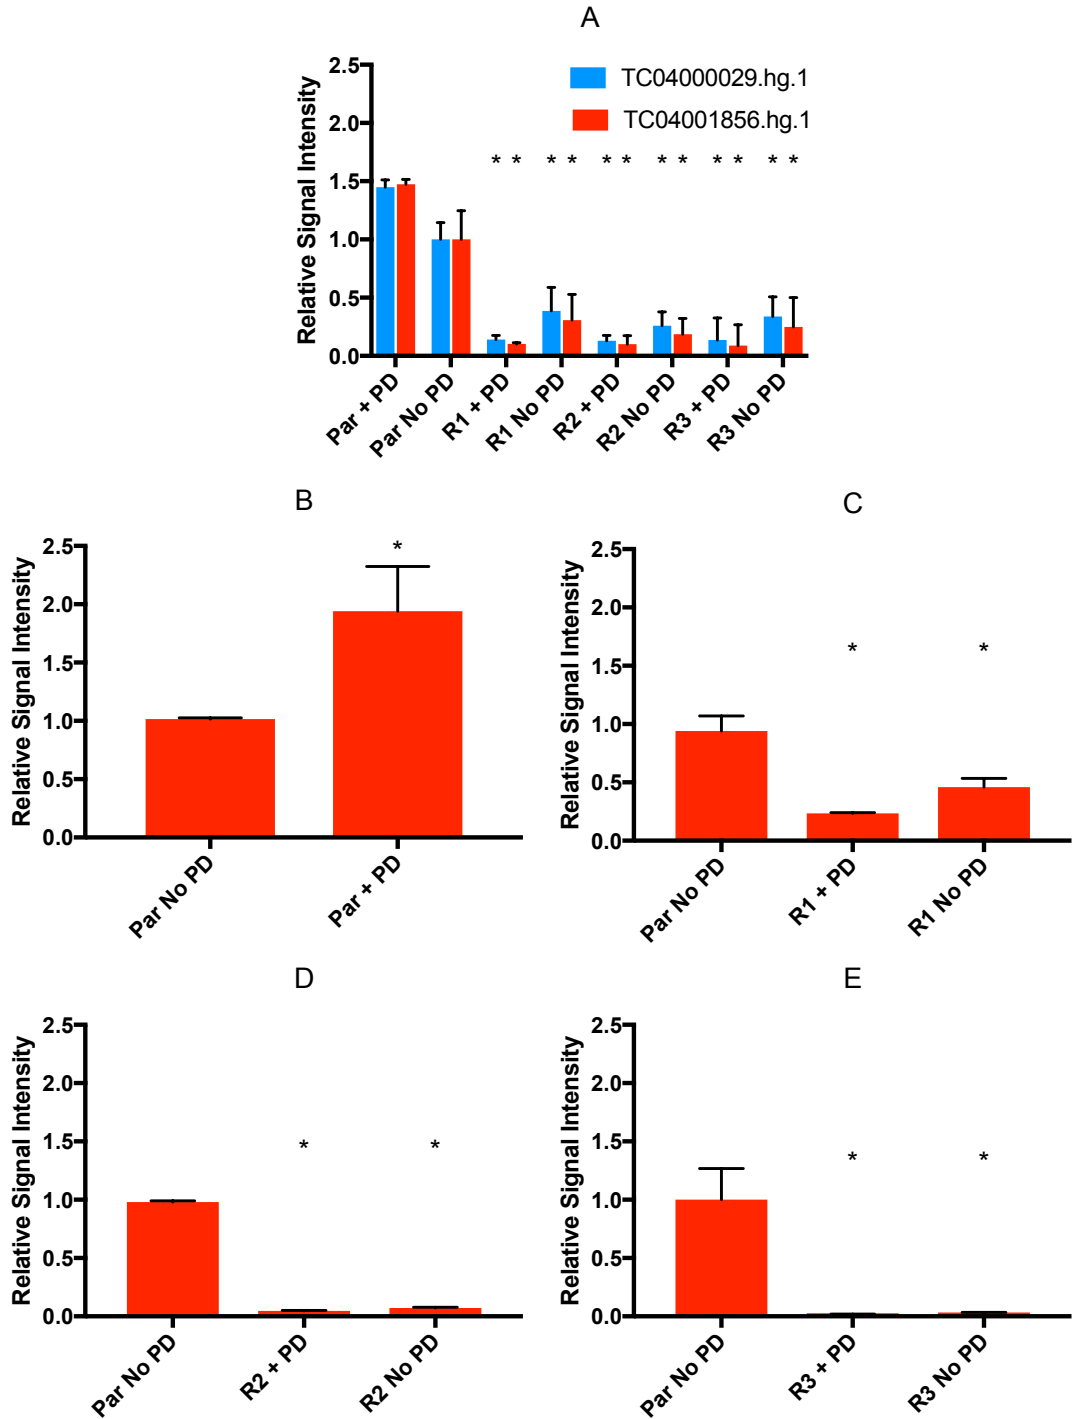 A
Relative Signal Intensity
2.5
2.0
1.5
1.0
0.5
0.0
TC04000029.hg.1
TC04001856.hg.1
* * * * * * * * * * * *
Par + PD
Par No PD
R1 + PD
R1 No PD
R2 + PD
R2 No PD
R3 + PD
R3 No PD
B
Relative Signal Intensity
2.5
2.0
1.5
1.0
0.5
0.0
*
Par No PD
Par + PD
C
Relative Signal Intensity
2.5
2.0
1.5
1.0
0.5
0.0
* *
Par No PD
R1 + PD
R1 No PD
D
Relative Signal Intensity
2.5
2.0
1.5
1.0
0.5
0.0
* *
Par No PD
R2 + PD
R2 No PD
E
Relative Signal Intensity
2.5
2.0
1.5
1.0
0.5
0.0
* *
Par No PD
R3 + PD
R3 No PD